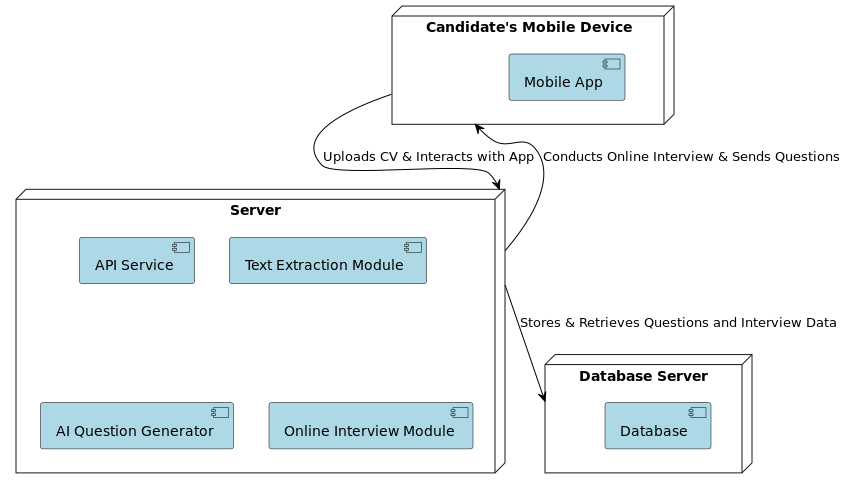 Candidate's Mobile Device
Mobile App
Uploads CV & Interacts with App
Conducts Online Interview & Sends Questions
Server
API Service
Text Extraction Module
Stores & Retrieves Questions and Interview Data
Database Server
AI Question Generator
Online Interview Module
Database